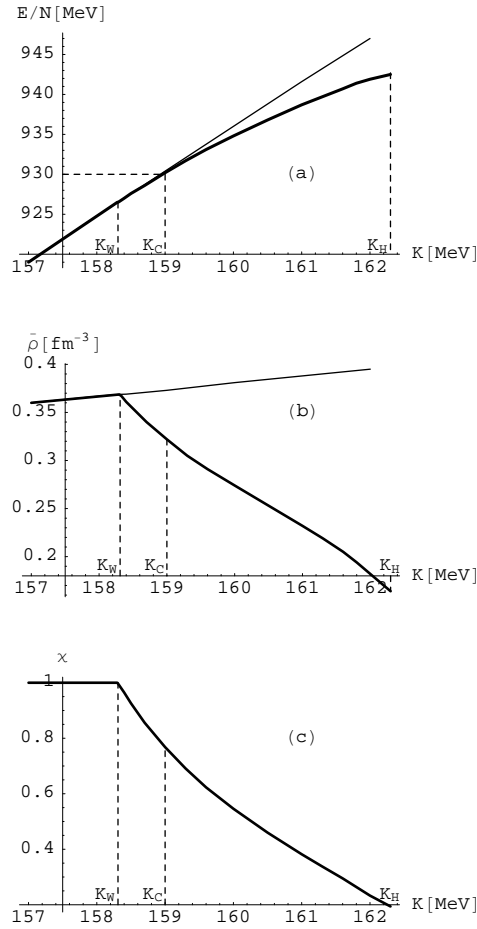 E/N[MeV]
945
940
935
930
(a)
925
K_W K_C K_H
157 158 159 160 161 162 K[MeV]
ρ̄[fm⁻³]
0.4
0.35
(b)
0.3
0.25
0.2
K_W K_C K_H
157 158 159 160 161 162 K[MeV]
χ
1
0.8
(c)
0.6
0.4
K_W K_C K_H
157 158 159 160 161 162 K[MeV]